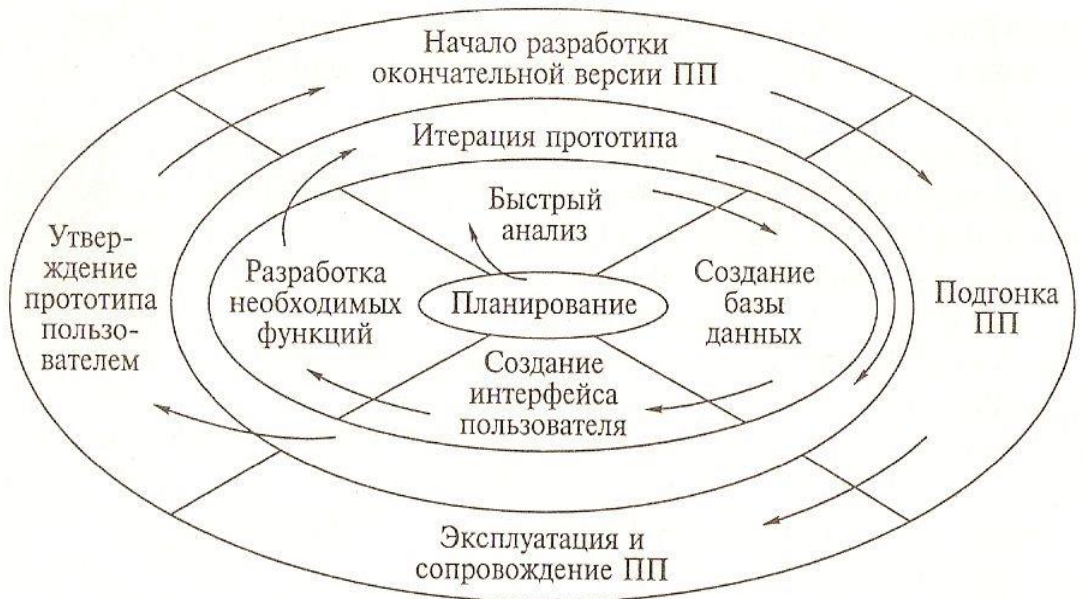 Начало разработки
окончательной версии ПП
Итерация прототипа
Быстрый
анализ
Утвер-
ждение
прототипа
пользо-
вателем
Разработка
необходимых
функций
Планирование
Создание
базы
данных
Подгонка
ПП
Создание
интерфейса
пользователя
Эксплуатация и
сопровождение ПП